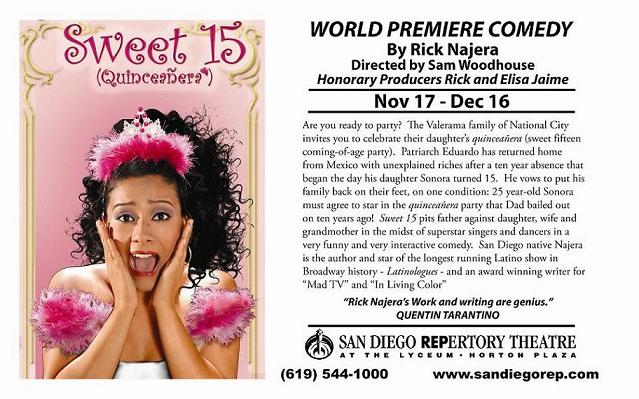 Sweet 15
(Quinceañera)
WORLD PREMIERE COMEDY
By Rick Najera
Directed by Sam Woodhouse
Honorary Producers Rick and Elisa Jaime
Nov 17 - Dec 16
Are you ready to party?  The Valerama family of National City
invites you to celebrate their daughter's quinceañera (sweet fifteen
coming-of-age party).  Patriarch Eduardo has returned home
from Mexico with unexplained riches after a ten year absence that
began the day his daughter Sonora turned 15.  He vows to put his
family back on their feet, on one condition: 25 year-old Sonora
must agree to star in the quinceañera party that Dad bailed out
on ten years ago!  Sweet 15 pits father against daughter, wife and
grandmother in the midst of superstar singers and dancers in a
very funny and very interactive comedy.  San Diego native Najera
is the author and star of the longest running Latino show in
Broadway history - Latinologues - and an award winning writer for
"Mad TV" and "In Living Color"
"Rick Najera's Work and writing are genius."
QUENTIN TARANTINO
SAN DIEGO REPERTORY THEATRE
AT THE LYCEUM · HORTON PLAZA
(619) 544-1000 www.sandiegorep.com